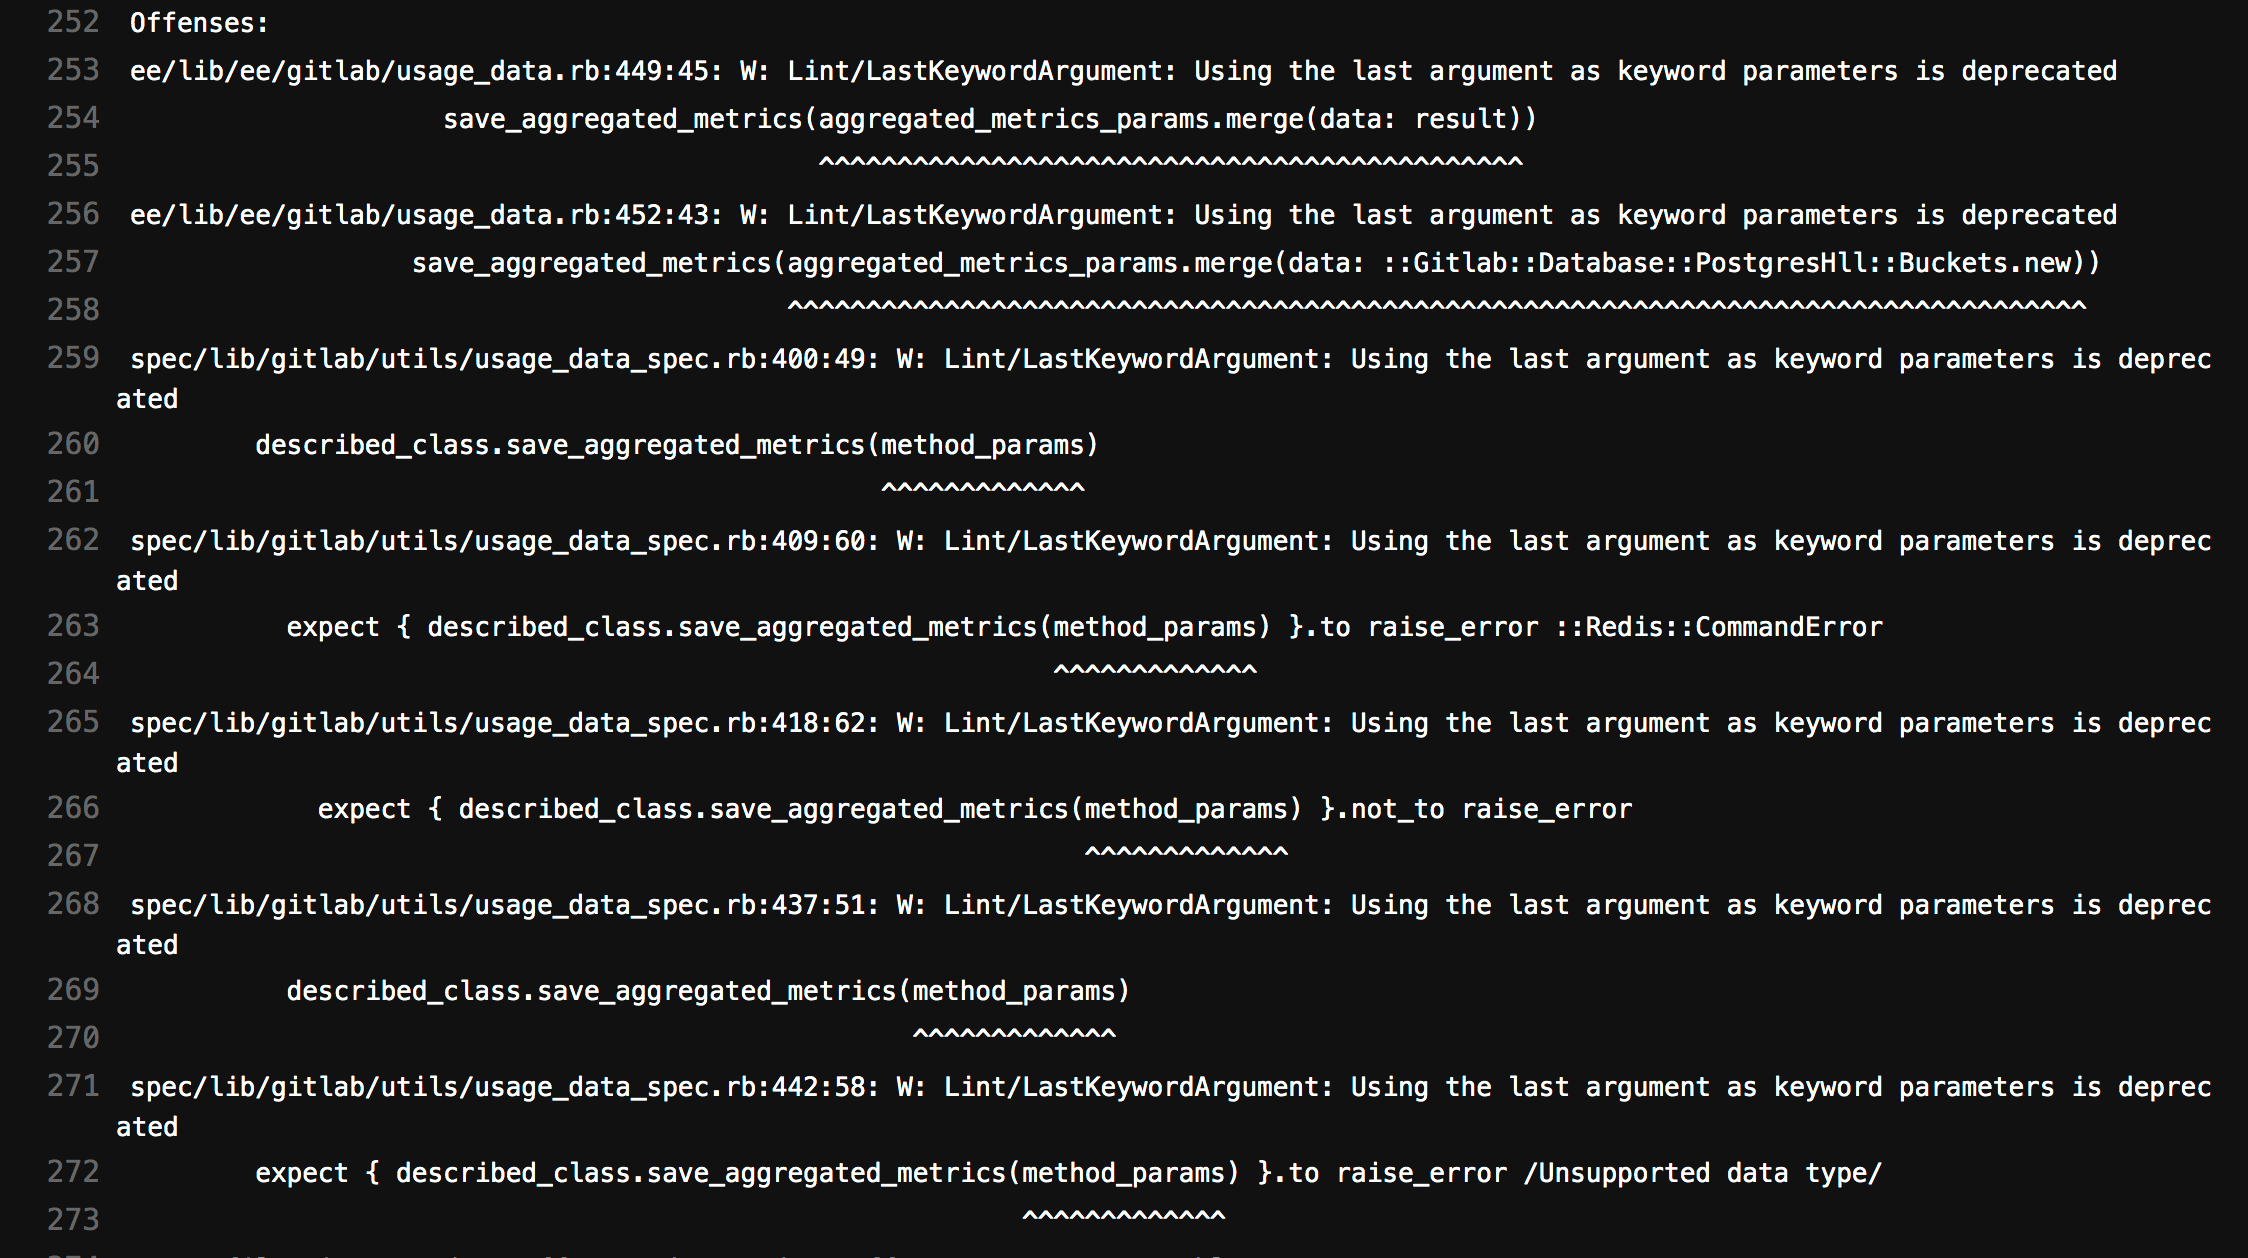 252 Offenses:
253 ee/lib/ee/gitlab/usage_data.rb:449:45: W: Lint/LastKeywordArgument: Using the last argument as keyword parameters is deprecated
254 save_aggregated_metrics(aggregated_metrics_params.merge(data: result))
255 ^^^^^^^^^^^^^^^^^^^^^^^^^^^^^^^^^^^^^^^^^^^^^
256 ee/lib/ee/gitlab/usage_data.rb:452:43: W: Lint/LastKeywordArgument: Using the last argument as keyword parameters is deprecated
257 save_aggregated_metrics(aggregated_metrics_params.merge(data: ::Gitlab::Database::PostgresHll::Buckets.new))
258 ^^^^^^^^^^^^^^^^^^^^^^^^^^^^^^^^^^^^^^^^^^^^^^^^^^^^^^^^^^^^^^^^^^^^^^^^^^^^^^^^^^^
259 spec/lib/gitlab/utils/usage_data_spec.rb:400:49: W: Lint/LastKeywordArgument: Using the last argument as keyword parameters is deprec
ated
260 described_class.save_aggregated_metrics(method_params)
261 ^^^^^^^^^^^^^
262 spec/lib/gitlab/utils/usage_data_spec.rb:409:60: W: Lint/LastKeywordArgument: Using the last argument as keyword parameters is deprec
ated
263 expect { described_class.save_aggregated_metrics(method_params) }.to raise_error ::Redis::CommandError
264 ^^^^^^^^^^^^^
265 spec/lib/gitlab/utils/usage_data_spec.rb:418:62: W: Lint/LastKeywordArgument: Using the last argument as keyword parameters is deprec
ated
266 expect { described_class.save_aggregated_metrics(method_params) }.not_to raise_error
267 ^^^^^^^^^^^^^
268 spec/lib/gitlab/utils/usage_data_spec.rb:437:51: W: Lint/LastKeywordArgument: Using the last argument as keyword parameters is deprec
ated
269 described_class.save_aggregated_metrics(method_params)
270 ^^^^^^^^^^^^^
271 spec/lib/gitlab/utils/usage_data_spec.rb:442:58: W: Lint/LastKeywordArgument: Using the last argument as keyword parameters is deprec
ated
272 expect { described_class.save_aggregated_metrics(method_params) }.to raise_error /Unsupported data type/
273 ^^^^^^^^^^^^^